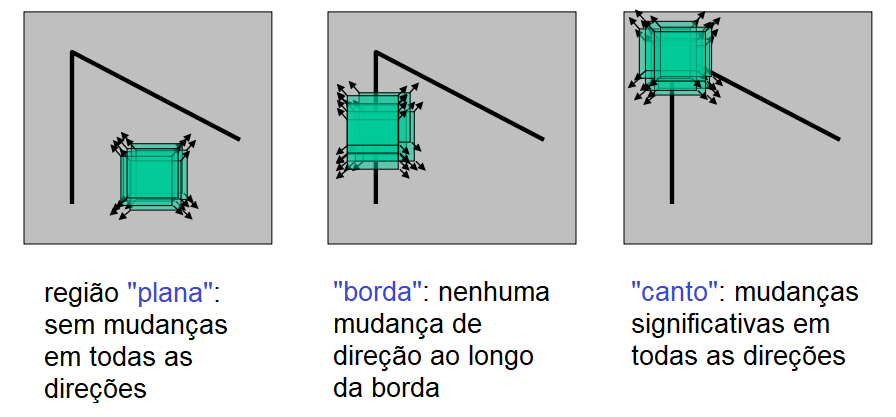 região "plana":
sem mudanças
em todas as
direções
"borda": nenhuma
mudança de
direção ao longo
da borda
"canto": mudanças
significativas em
todas as direções